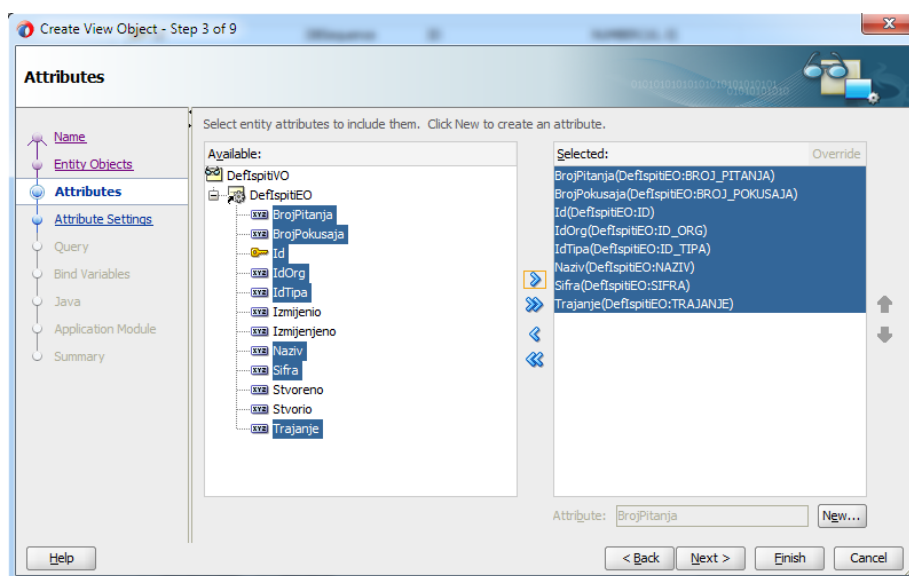 Create View Object - Step 3 of 9
Attributes
Select entity attributes to include them.  Click New to create an attribute.
Name
Entity Objects
Attributes
Attribute Settings
Query
Bind Variables
Java
Application Module
Summary
Available:
DefIspitiVO
DefIspitiEO
BrojPitanja
BrojPokusaja
Id
IdOrg
IdTipa
Izmijenio
Izmijenjeno
Naziv
Sifra
Stvoreno
Stvorio
Trajanje
Selected:
Override
BrojPitanja(DefIspitiEO:BROJ_PITANJA)
BrojPokusaja(DefIspitiEO:BROJ_POKUSAJA)
Id(DefIspitiEO:ID)
IdOrg(DefIspitiEO:ID_ORG)
IdTipa(DefIspitiEO:ID_TIPA)
Naziv(DefIspitiEO:NAZIV)
Sifra(DefIspitiEO:SIFRA)
Trajanje(DefIspitiEO:TRAJANJE)
Attribute: BrojPitanja New...
Help < Back Next > Finish Cancel